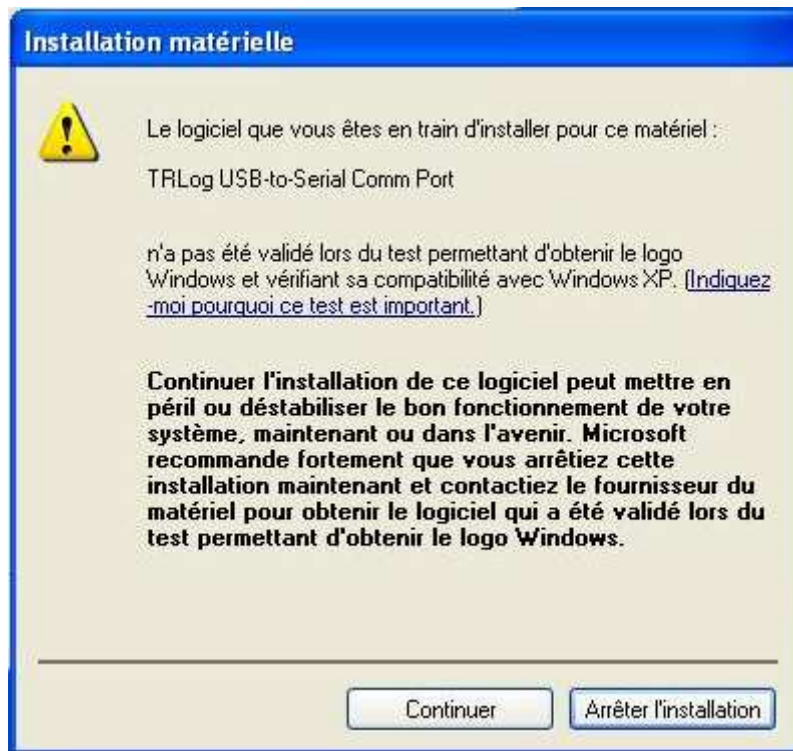 Installation matérielle
Le logiciel que vous êtes en train d'installer pour ce matériel :
TRLog USB-to-Serial Comm Port
n'a pas été validé lors du test permettant d'obtenir le logo
Windows et vérifiant sa compatibilité avec Windows XP. (Indiquez
-moi pourquoi ce test est important.)
Continuer l'installation de ce logiciel peut mettre en
péril ou déstabiliser le bon fonctionnement de votre
système, maintenant ou dans l'avenir. Microsoft
recommande fortement que vous arrêtiez cette
installation maintenant et contactiez le fournisseur du
matériel pour obtenir le logiciel qui a été validé lors du
test permettant d'obtenir le logo Windows.
Continuer
Arrêter l'installation